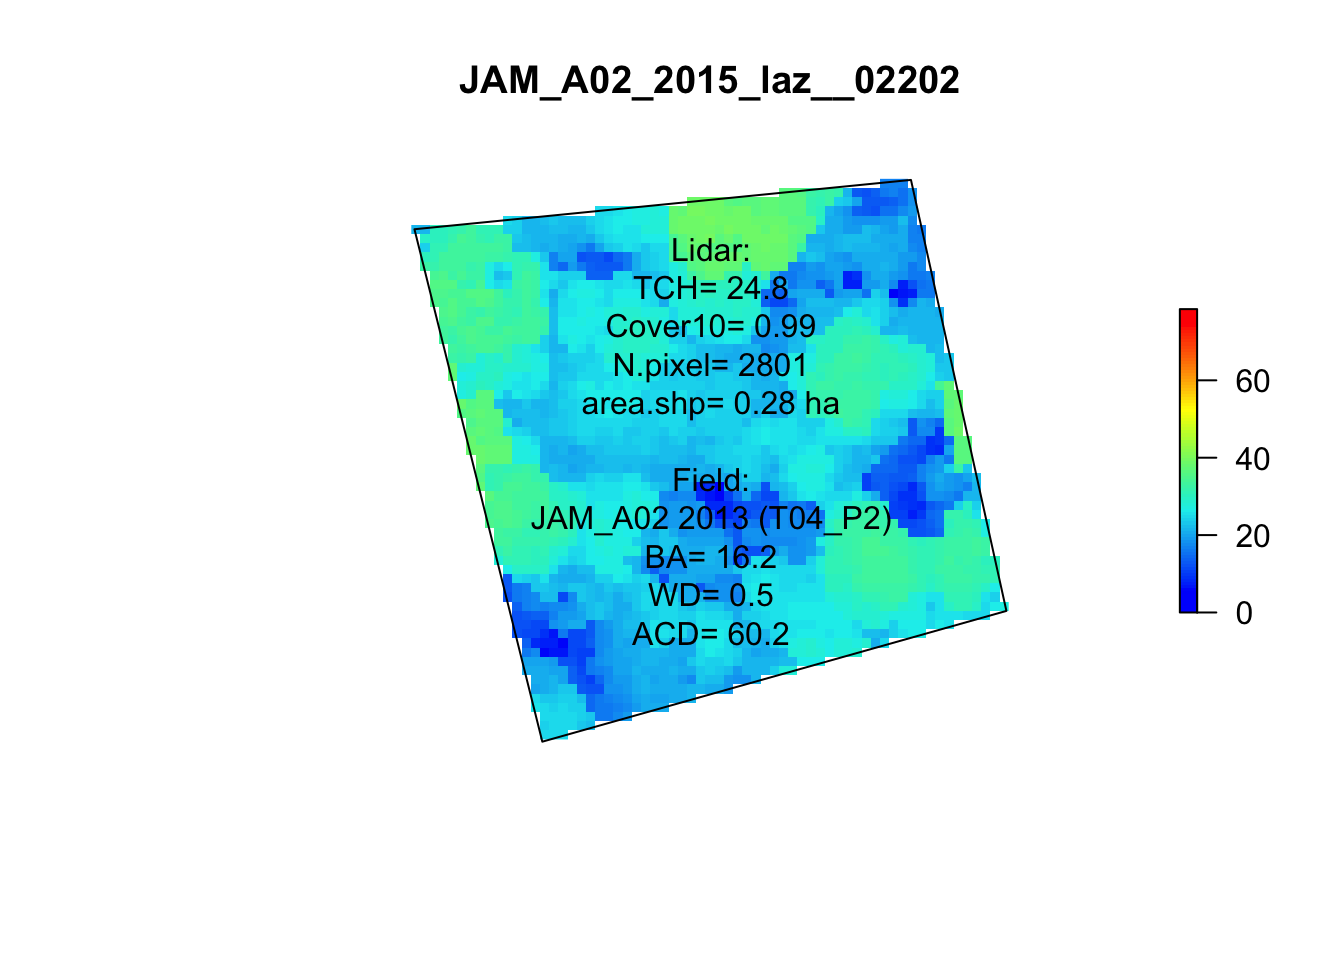 JAM_A02_2015_laz__02202
Lidar:
TCH= 24.8
Cover10= 0.99
N.pixel= 2801
area.shp= 0.28 ha
Field:
JAM_A02 2013 (T04_P2)
BA= 16.2
WD= 0.5
ACD= 60.2
60
40
20
0